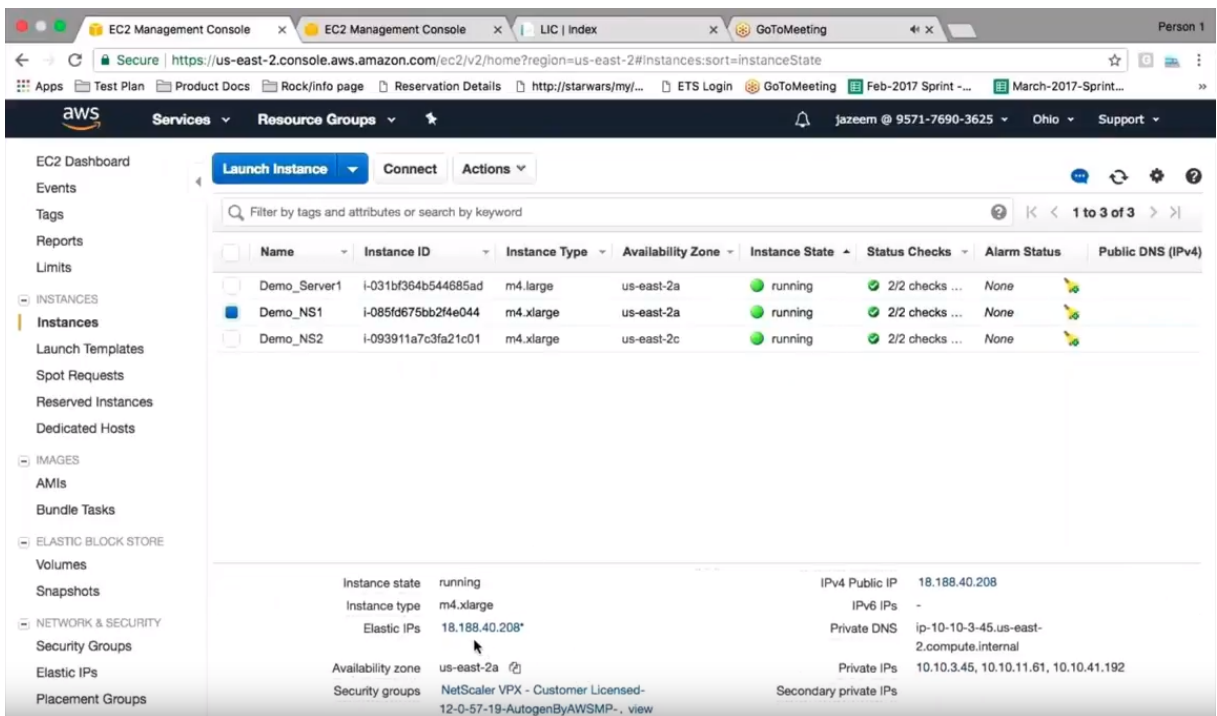 EC2 Management Console EC2 Management Console LIC | Index GoToMeeting Person 1
Secure https://us-east-2.console.aws.amazon.com/ec2/v2/home?region=us-east-2#Instances:sort=instanceState
Apps Test Plan Product Docs Rock/info page Reservation Details http://starwars/my/... ETS Login GoToMeeting Feb-2017 Sprint -... March-2017-Sprint... »
aws Services Resource Groups jazeem @ 9571-7690-3625 Ohio Support
EC2 Dashboard
Events
Tags
Reports
Limits
INSTANCES
Instances
Launch Templates
Spot Requests
Reserved Instances
Dedicated Hosts
IMAGES
AMIs
Bundle Tasks
ELASTIC BLOCK STORE
Volumes
Snapshots
NETWORK & SECURITY
Security Groups
Elastic IPs
Placement Groups
Launch Instance Connect Actions
Filter by tags and attributes or search by keyword 1 to 3 of 3
Name Instance ID Instance Type Availability Zone Instance State Status Checks Alarm Status Public DNS (IPv4)
Demo_Server1 i-031bf364b544685ad m4.large us-east-2a running 2/2 checks ... None
Demo_NS1 i-085fd675bb2f4e044 m4.xlarge us-east-2a running 2/2 checks ... None
Demo_NS2 i-093911a7c3fa21c01 m4.xlarge us-east-2c running 2/2 checks ... None
Instance state running IPv4 Public IP 18.188.40.208
Instance type m4.xlarge IPv6 IPs -
Elastic IPs 18.188.40.208* Private DNS ip-10-10-3-45.us-east-
2.compute.internal
Availability zone us-east-2a Private IPs 10.10.3.45, 10.10.11.61, 10.10.41.192
Security groups NetScaler VPX - Customer Licensed- Secondary private IPs
12-0-57-19-AutogenByAWSMP-, view